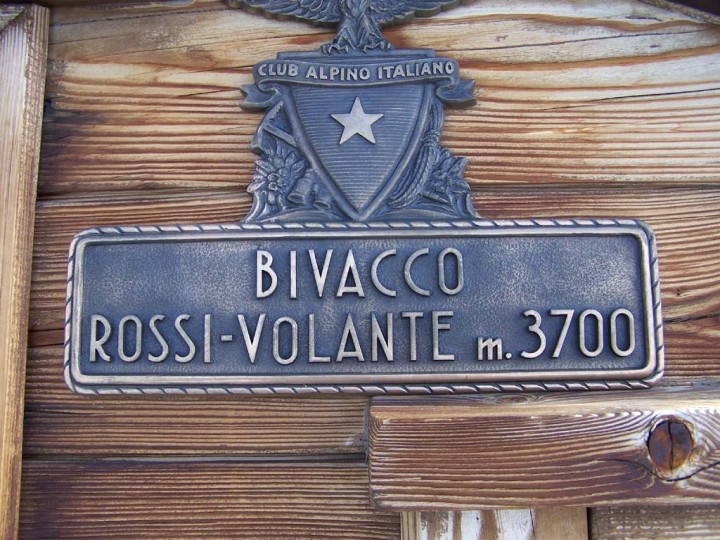 CLUB ALPINO ITALIANO
BIVACCO
ROSSI-VOLANTE m. 3700